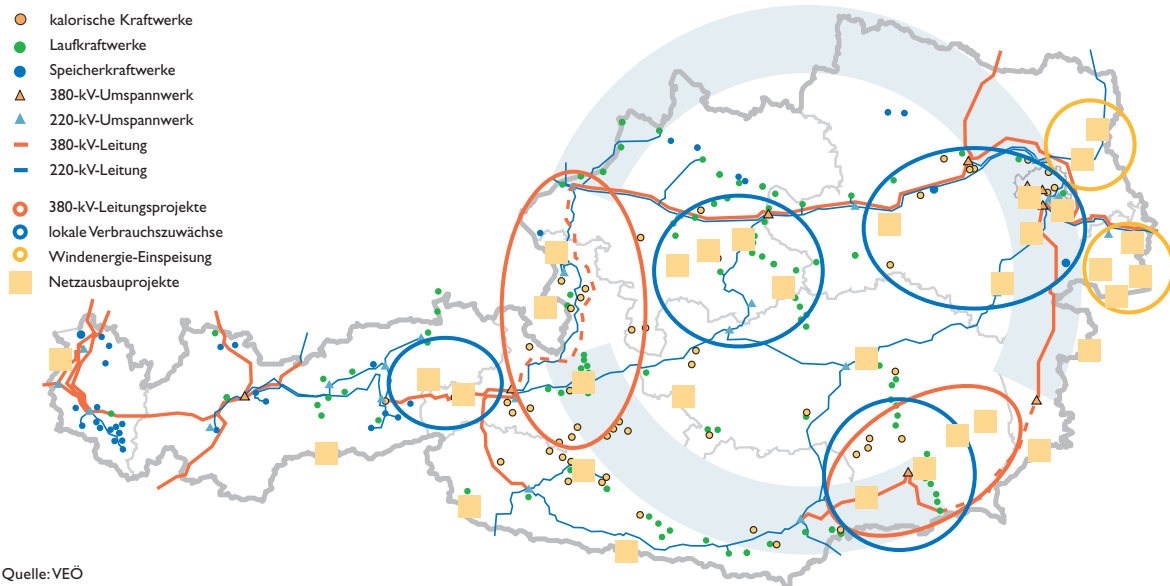 kalorische Kraftwerke
Laufkraftwerke
Speicherkraftwerke
380-kV-Umspannwerk
220-kV-Umspannwerk
380-kV-Leitung
220-kV-Leitung
380-kV-Leitungsprojekte
lokale Verbrauchszuwächse
Windenergie-Einspeisung
Netzausbauprojekte
Quelle: VEÖ